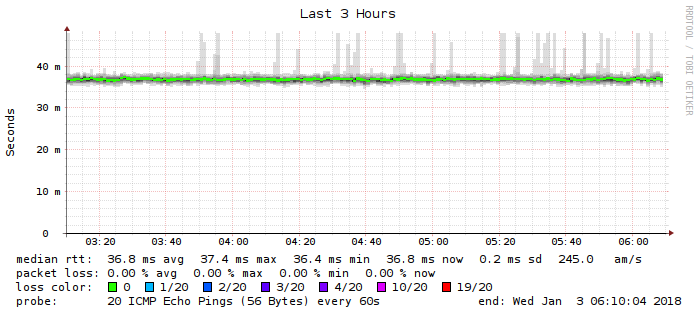 Last 3 Hours
RRDTOOL / TOBI OETIKER
Seconds
40 m
30 m
20 m
10 m
0
03:20 03:40 04:00 04:20 04:40 05:00 05:20 05:40 06:00
median rtt: 36.8 ms avg 37.4 ms max 36.4 ms min 36.8 ms now 0.2 ms sd 245.0 am/s
packet loss: 0.00 % avg 0.00 % max 0.00 % min 0.00 % now
loss color: 0 1/20 2/20 3/20 4/20 10/20 19/20
probe: 20 ICMP Echo Pings (56 Bytes) every 60s end: Wed Jan 3 06:10:04 2018